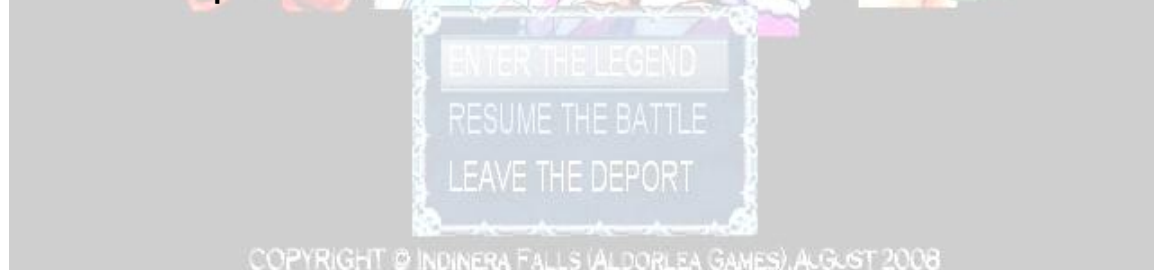 ENTER THE LEGEND
RESUME THE BATTLE
LEAVE THE DEPORT
COPYRIGHT © INDINERA FALLS (ALDORLEA GAMES), AUGUST 2008